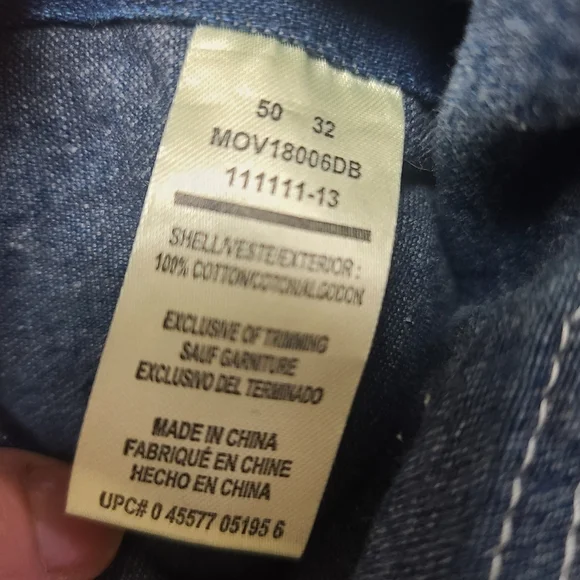 50 32
MOV18006DB
111111-13
SHELL/VESTE/EXTERIOR:
100% COTTON/COTON/ALGODON
EXCLUSIVE OF TRIMMING
SAUF GARNITURE
EXCLUSIVO DEL TERMINADO
MADE IN CHINA
FABRIQUÉ EN CHINE
HECHO EN CHINA
UPC# 0 45577 05195 6